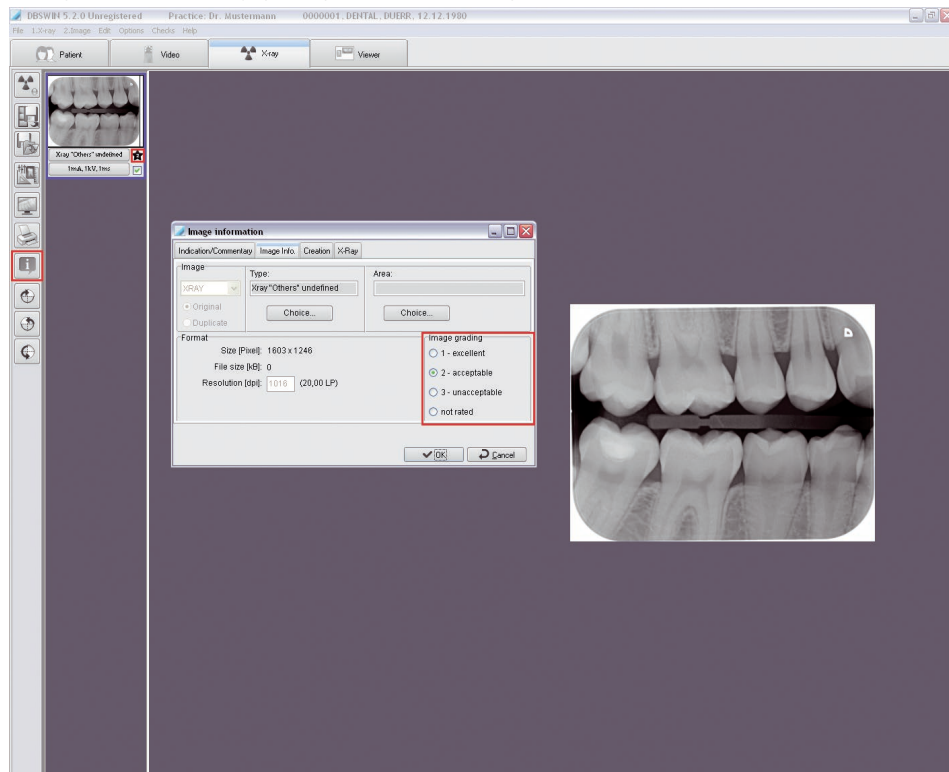 DBSWIN 5.2.0 Unregistered Practice: Dr. Mustermann 0000001, DENTAL, DUERR, 12.12.1980
File 1.X-ray 2.Image Edit Options Checks Help
Patient Video X-ray Viewer
Xray "Others" undefined
1mA, 1kV, 1ms
Image information
Indication/Commentary Image Info. Creation X-Ray
Image
Type: Area:
XRAY Xray "Others" undefined
Original
Choice... Choice...
Duplicate
Format Image grading
Size [Pixel]: 1603 x 1246
1 - excellent
File size [kB]: 0
2 - acceptable
Resolution [dpi]: 1016 (20,00 LP)
3 - unacceptable
not rated
OK Cancel